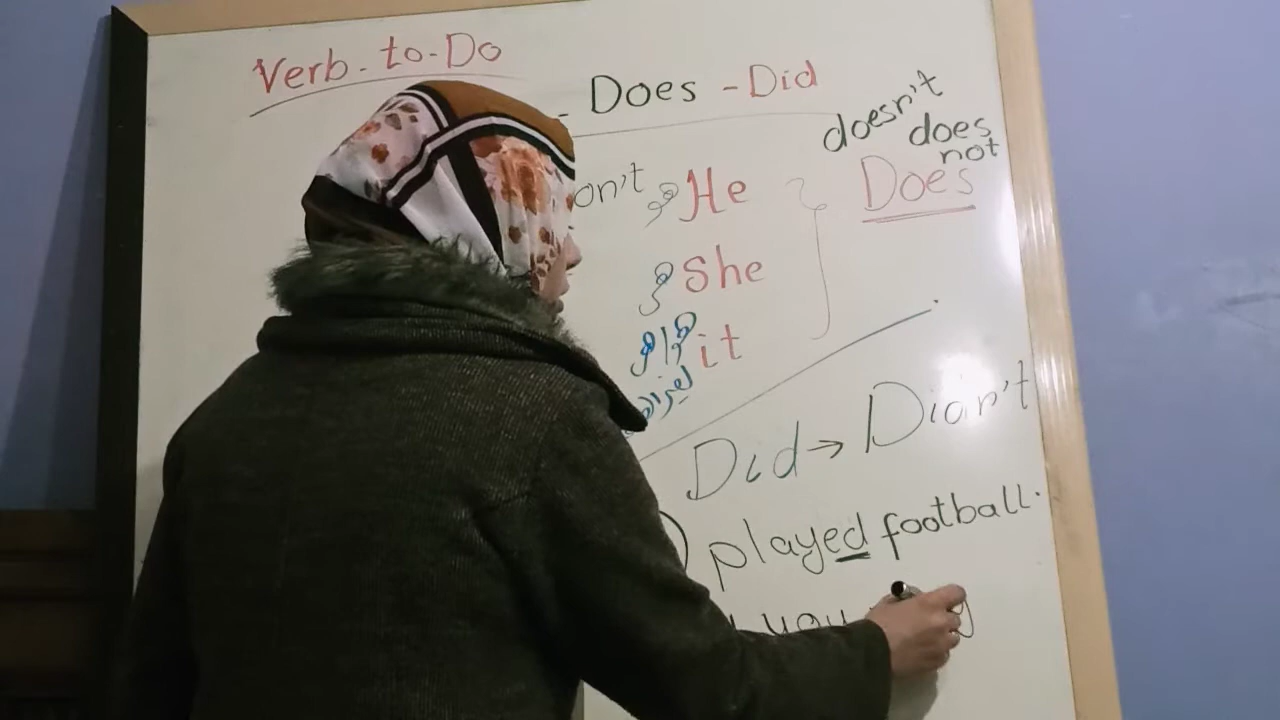 Verb-to-Do
- Does - Did
doesn't
does
not
He
Does
She
it
Did → Didn't
played football.
you